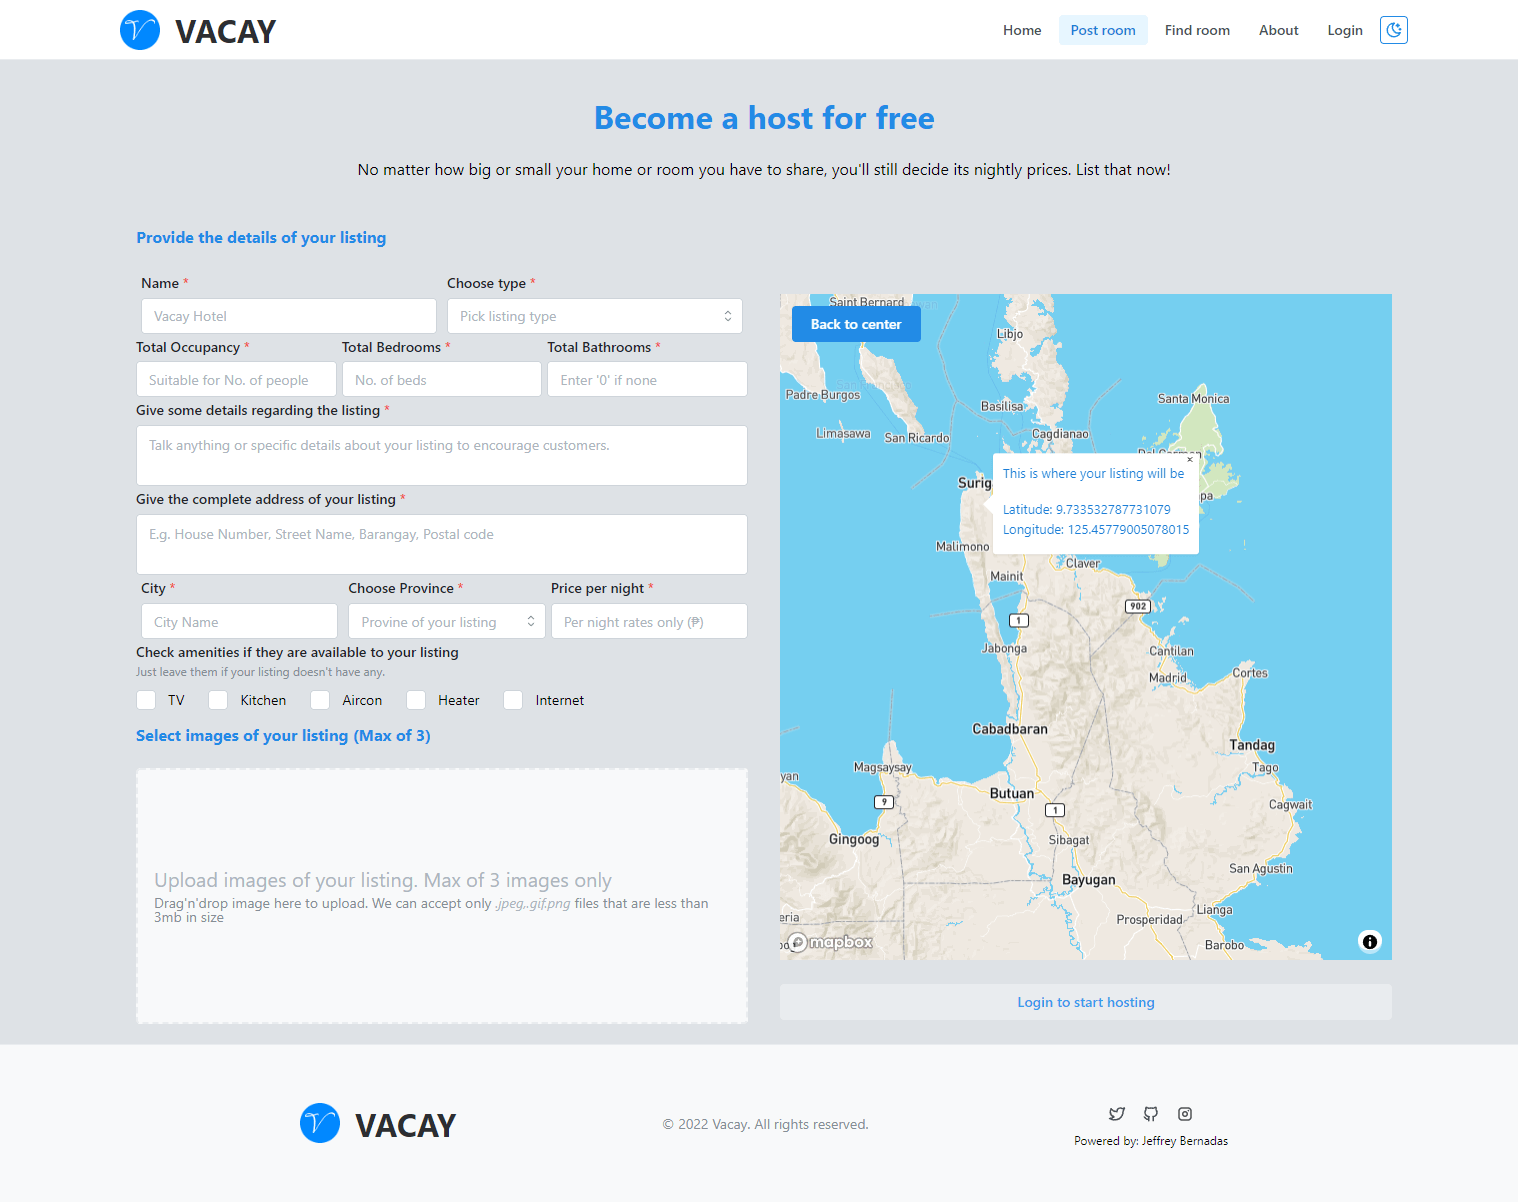 VACAY
Home
Post room
Find room
About
Login
Become a host for free
No matter how big or small your home or room you have to share, you'll still decide its nightly prices. List that now!
Provide the details of your listing
Name *
Choose type *
Vacay Hotel
Pick listing type
Total Occupancy *
Total Bedrooms *
Total Bathrooms *
Suitable for No. of people
No. of beds
Enter '0' if none
Give some details regarding the listing *
Talk anything or specific details about your listing to encourage customers.
Give the complete address of your listing *
E.g. House Number, Street Name, Barangay, Postal code
City *
Choose Province *
Price per night *
City Name
Provine of your listing
Per night rates only (₱)
Check amenities if they are available to your listing
Just leave them if your listing doesn't have any.
TV
Kitchen
Aircon
Heater
Internet
Select images of your listing (Max of 3)
Upload images of your listing. Max of 3 images only
Drag'n'drop image here to upload. We can accept only .jpeg,.gif.png files that are less than
3mb in size
Saint Bernard
Back to center
Libjo
Padre Burgos
Basilisa
Santa Monica
Limasawa
San Ricardo
Cagdianao
×
This is where your listing will be
Surig
Latitude: 9.733532787731079
Longitude: 125.45779005078015
Malimono
Claver
Mainit
902
1
Jabonga
Cantilan
Madrid
Cortes
Cabadbaran
Tandag
Magsaysay
Tago
yan
Butuan
9
1
Cagwait
Gingoog
Sibagat
San Agustin
Bayugan
Lianga
eria
Prosperidad
mapbox
Barobo
Login to start hosting
VACAY
© 2022 Vacay. All rights reserved.
Powered by: Jeffrey Bernadas